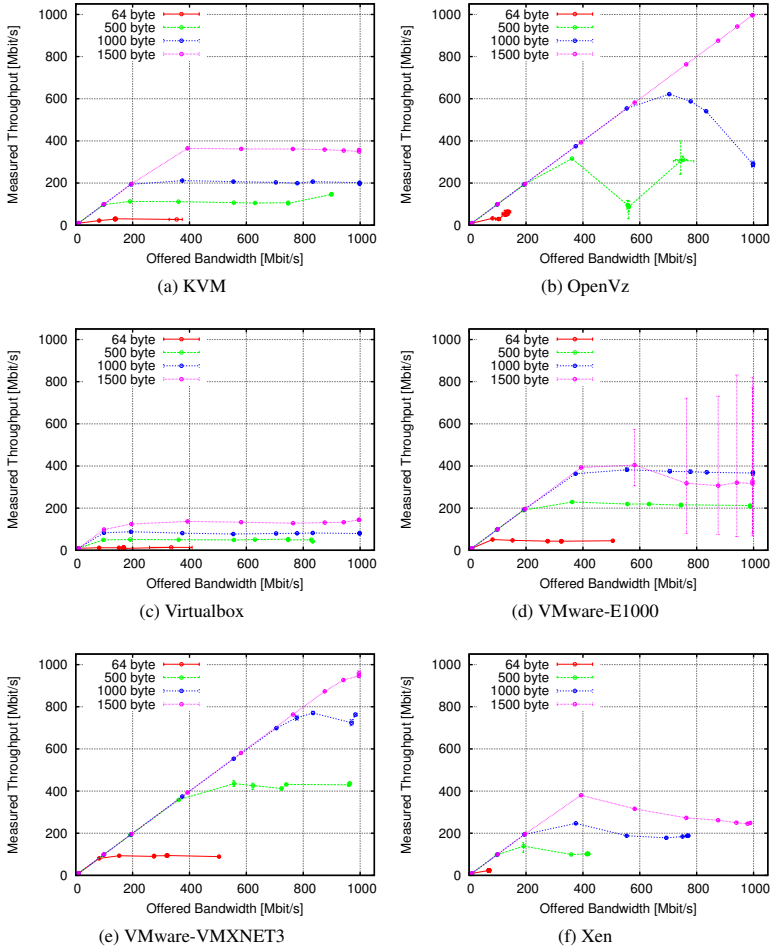 64 byte
500 byte
1000 byte
1500 byte
1000
800
600
400
200
0
Measured Throughput [Mbit/s]
0 200 400 600 800 1000
Offered Bandwidth [Mbit/s]
(a) KVM
64 byte
500 byte
1000 byte
1500 byte
1000
800
600
400
200
0
Measured Throughput [Mbit/s]
0 200 400 600 800 1000
Offered Bandwidth [Mbit/s]
(b) OpenVz
64 byte
500 byte
1000 byte
1500 byte
1000
800
600
400
200
0
Measured Throughput [Mbit/s]
0 200 400 600 800 1000
Offered Bandwidth [Mbit/s]
(c) Virtualbox
64 byte
500 byte
1000 byte
1500 byte
1000
800
600
400
200
0
Measured Throughput [Mbit/s]
0 200 400 600 800 1000
Offered Bandwidth [Mbit/s]
(d) VMware-E1000
64 byte
500 byte
1000 byte
1500 byte
1000
800
600
400
200
0
Measured Throughput [Mbit/s]
0 200 400 600 800 1000
Offered Bandwidth [Mbit/s]
(e) VMware-VMXNET3
64 byte
500 byte
1000 byte
1500 byte
1000
800
600
400
200
0
Measured Throughput [Mbit/s]
0 200 400 600 800 1000
Offered Bandwidth [Mbit/s]
(f) Xen